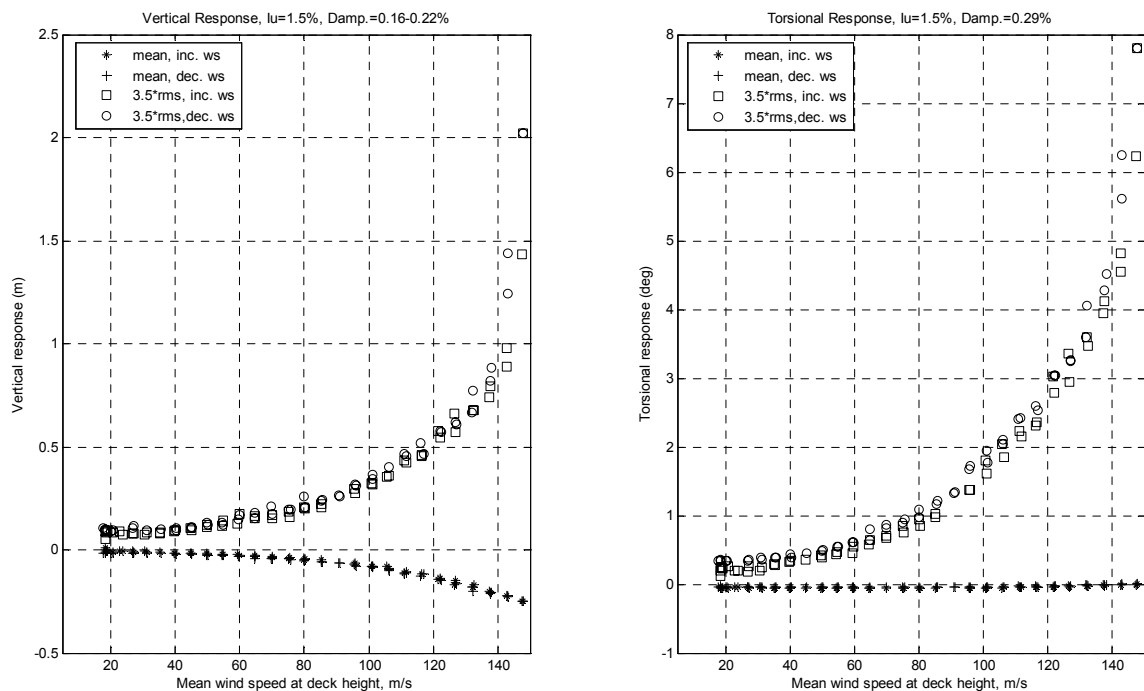 Vertical Response, Iu=1.5%, Damp.=0.16-0.22%
2.5
2
1.5
1
0.5
0
-0.5
Vertical response (m)
mean, inc. ws
mean, dec. ws
3.5*rms, inc. ws
3.5*rms,dec. ws
20 40 60 80 100 120 140
Mean wind speed at deck height, m/s
Torsional Response, Iu=1.5%, Damp.=0.29%
8
7
6
5
4
3
2
1
0
-1
Torsional response (deg)
mean, inc. ws
mean, dec. ws
3.5*rms, inc. ws
3.5*rms,dec. ws
20 40 60 80 100 120 140
Mean wind speed at deck height, m/s